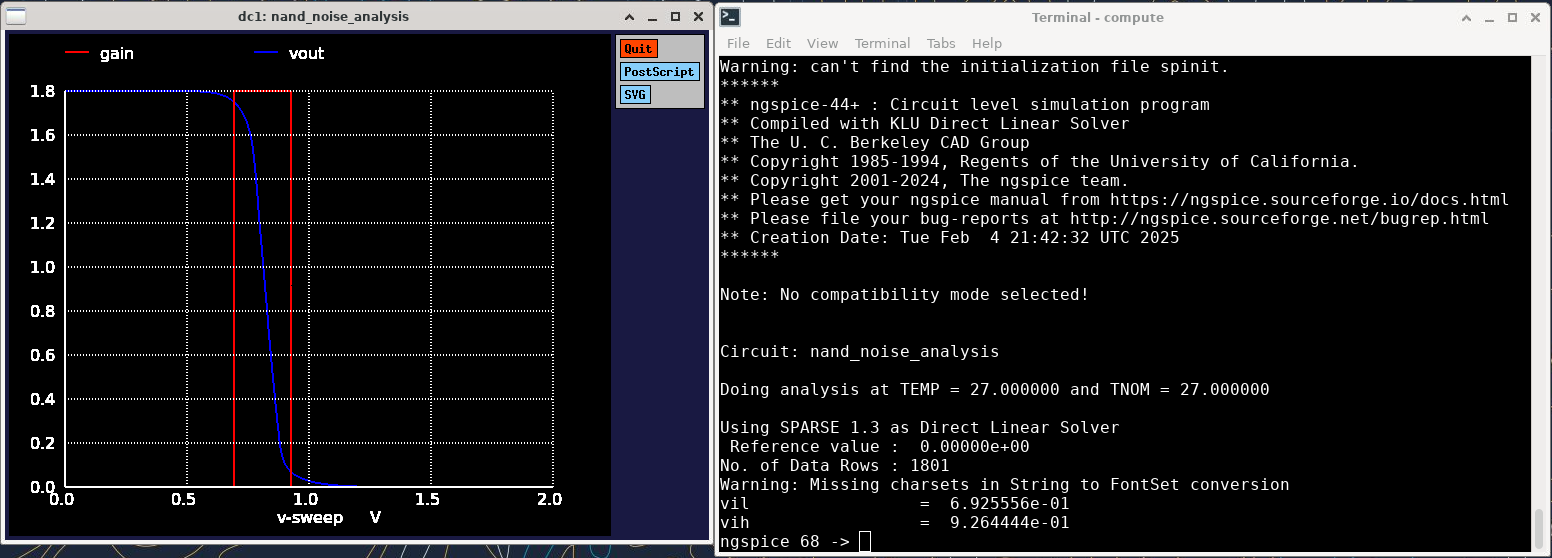 dc1: nand_noise_analysis
gain
vout
Quit
PostScript
SVG
1.8
1.6
1.4
1.2
1.0
0.8
0.6
0.4
0.2
0.0
0.0 0.5 1.0 1.5 2.0
v-sweep V
Terminal - compute
File Edit View Terminal Tabs Help
Warning: can't find the initialization file spinit.
******
** ngspice-44+ : Circuit level simulation program
** Compiled with KLU Direct Linear Solver
** The U. C. Berkeley CAD Group
** Copyright 1985-1994, Regents of the University of California.
** Copyright 2001-2024, The ngspice team.
** Please get your ngspice manual from https://ngspice.sourceforge.io/docs.html
** Please file your bug-reports at http://ngspice.sourceforge.net/bugrep.html
** Creation Date: Tue Feb  4 21:42:32 UTC 2025
******
Note: No compatibility mode selected!
Circuit: nand_noise_analysis
Doing analysis at TEMP = 27.000000 and TNOM = 27.000000
Using SPARSE 1.3 as Direct Linear Solver
Reference value :  0.00000e+00
No. of Data Rows : 1801
Warning: Missing charsets in String to FontSet conversion
vil                 =  6.925556e-01
vih                 =  9.264444e-01
ngspice 68 ->